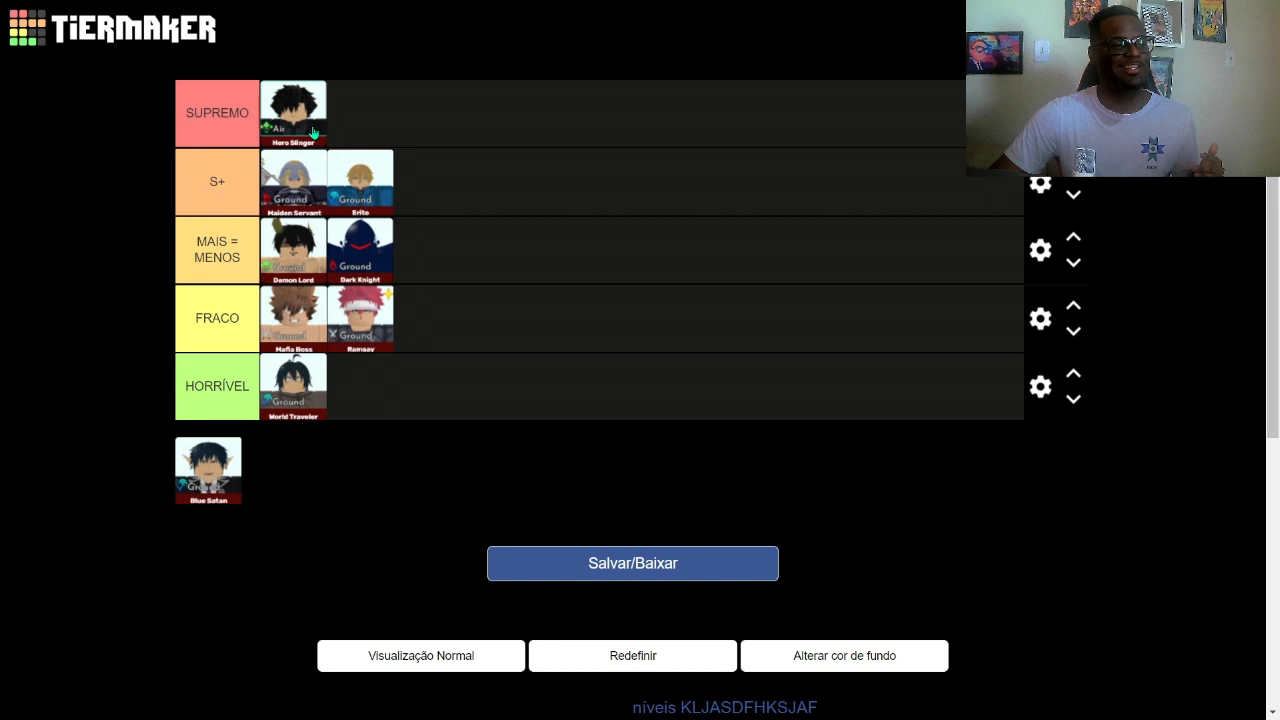 TiERMAKER
SUPREMO
Air
Hero Slinger
S+
Ground
Maiden Servant
Ground
Erito
MAIS =
MENOS
Ground
Demon Lord
Ground
Dark Knight
FRACO
Ground
Mafia Boss
Ground
Ramsay
HORRÍVEL
Ground
World Traveler
Ground
Blue Satan
Salvar/Baixar
Visualização Normal
Redefinir
Alterar cor de fundo
níveis KLJASDFHKSJAF